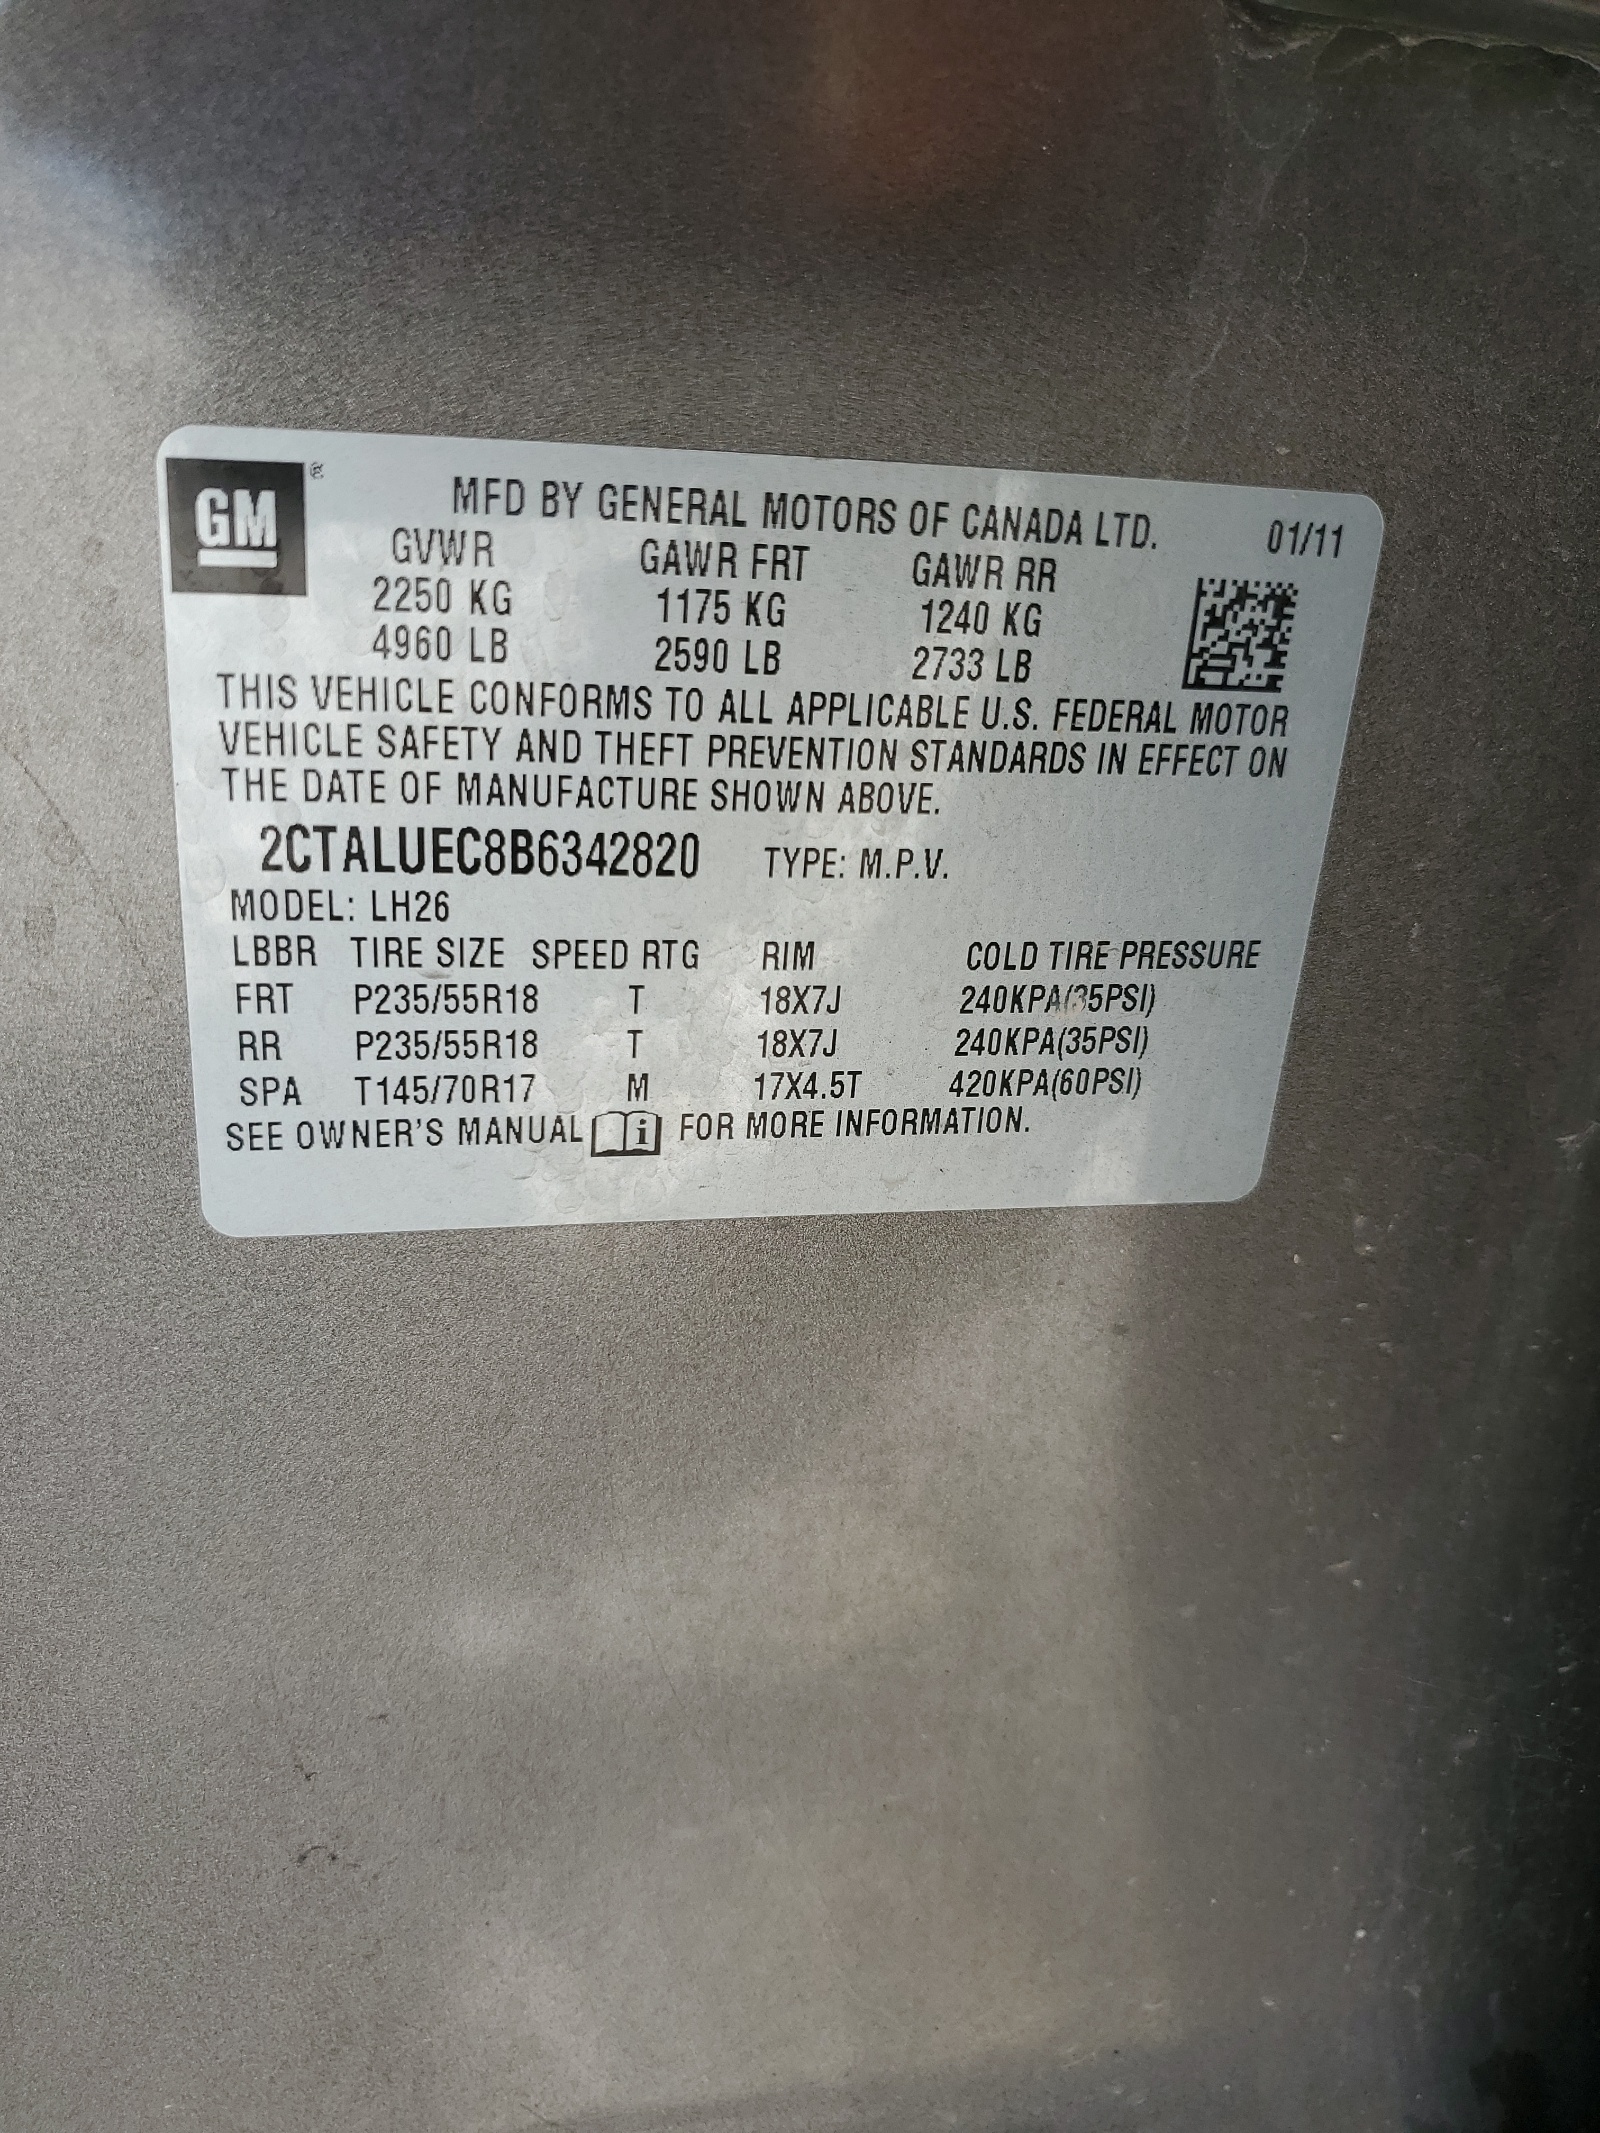 GM ®
MFD BY GENERAL MOTORS OF CANADA LTD. 01/11
GVWR GAWR FRT GAWR RR
2250 KG 1175 KG 1240 KG
4960 LB 2590 LB 2733 LB
THIS VEHICLE CONFORMS TO ALL APPLICABLE U.S. FEDERAL MOTOR
VEHICLE SAFETY AND THEFT PREVENTION STANDARDS IN EFFECT ON
THE DATE OF MANUFACTURE SHOWN ABOVE.
2CTALUEC8B6342820 TYPE: M.P.V.
MODEL: LH26
LBBR TIRE SIZE SPEED RTG RIM COLD TIRE PRESSURE
FRT P235/55R18 T 18X7J 240KPA(35PSI)
RR P235/55R18 T 18X7J 240KPA(35PSI)
SPA T145/70R17 M 17X4.5T 420KPA(60PSI)
SEE OWNER'S MANUAL i FOR MORE INFORMATION.